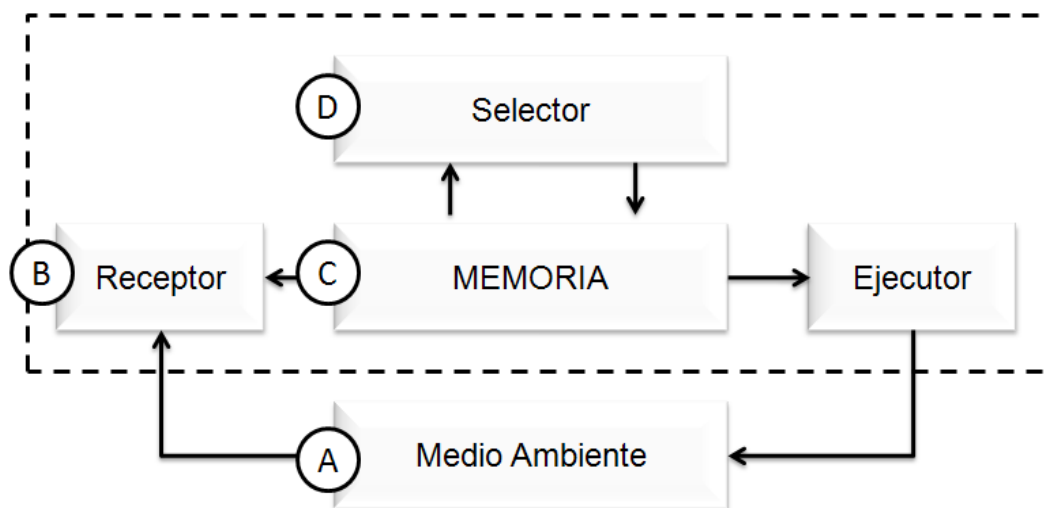 D
Selector
B
Receptor
C
MEMORIA
Ejecutor
A
Medio Ambiente